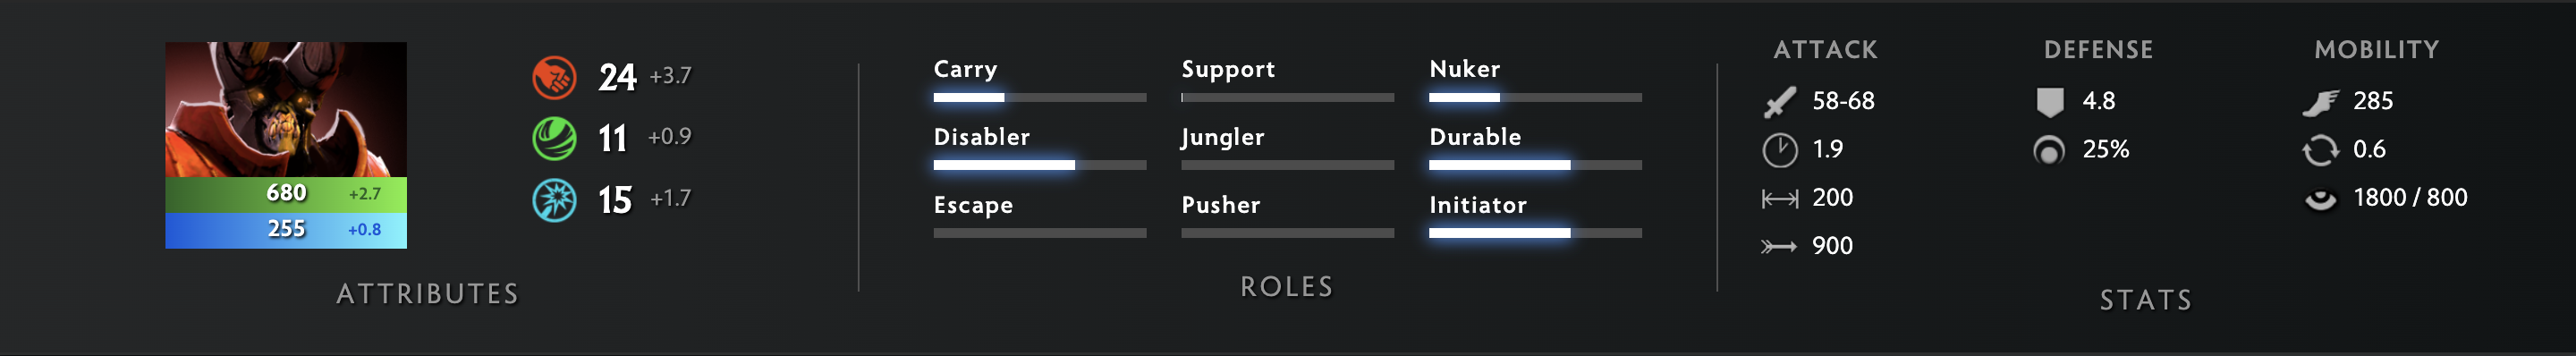 680 +2.7
255 +0.8
24 +3.7
11 +0.9
15 +1.7
ATTRIBUTES
Carry
Support
Nuker
Disabler
Jungler
Durable
Escape
Pusher
Initiator
ROLES
ATTACK
58-68
1.9
200
900
DEFENSE
4.8
25%
MOBILITY
285
0.6
1800 / 800
STATS